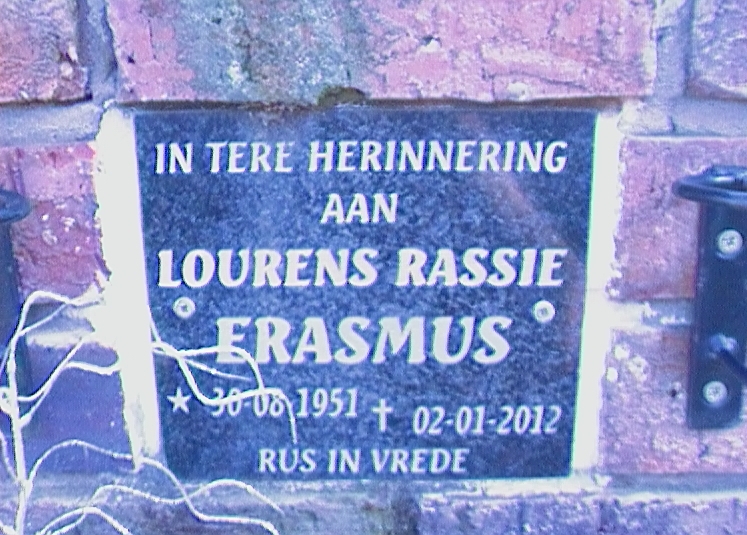 IN TERE HERINNERING
AAN
LOURENS RASSIE
ERASMUS
★ 30-08-1951 † 02-01-2012
RUS IN VREDE